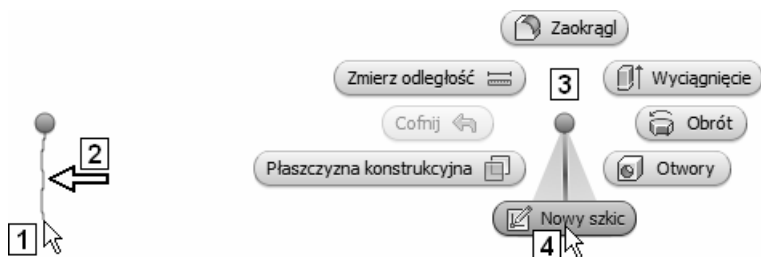 Zaokrągl
Zmierz odległość
3
Wyciągnięcie
2
Cofnij
Obrót
Płaszczyzna konstrukcyjna
Otwory
1
Nowy szkic
4